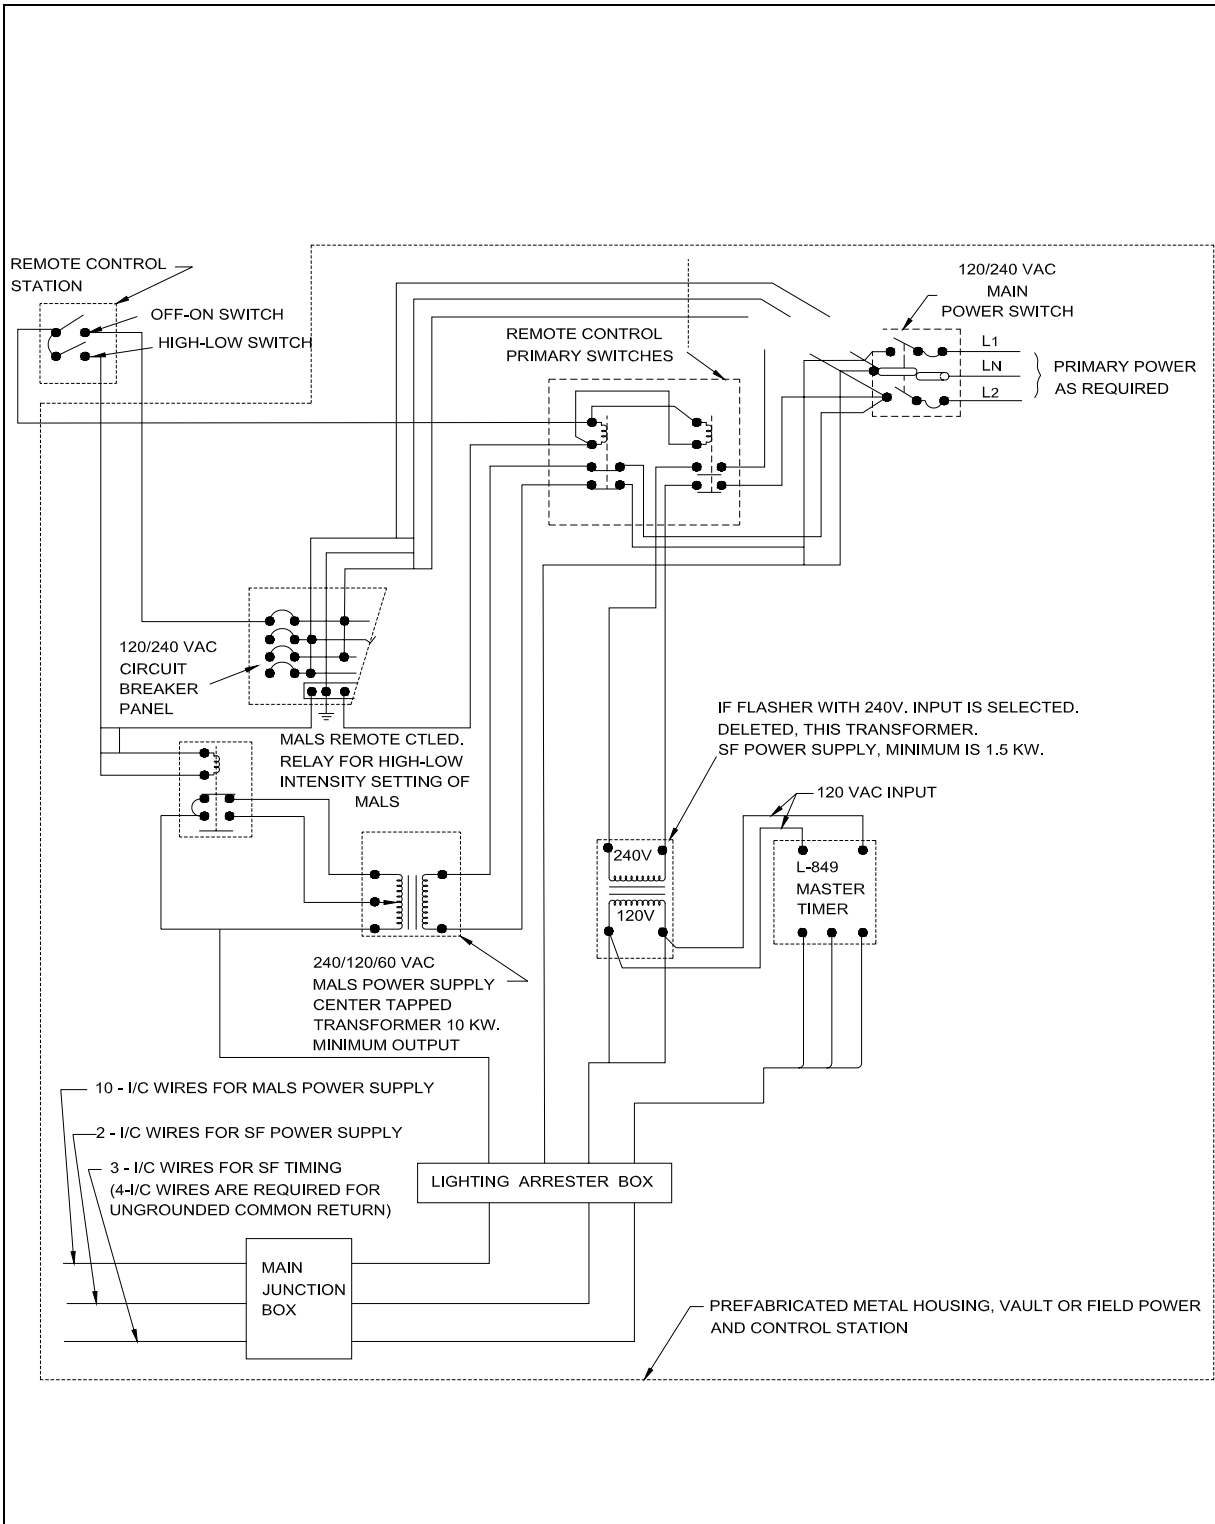 REMOTE CONTROL
STATION
OFF-ON SWITCH
HIGH-LOW SWITCH
REMOTE CONTROL
PRIMARY SWITCHES
120/240 VAC
MAIN
POWER SWITCH
L1
LN
L2
PRIMARY POWER
AS REQUIRED
120/240 VAC
CIRCUIT
BREAKER
PANEL
MALS REMOTE CTLED.
RELAY FOR HIGH-LOW
INTENSITY SETTING OF
MALS
IF FLASHER WITH 240V. INPUT IS SELECTED.
DELETED, THIS TRANSFORMER.
SF POWER SUPPLY, MINIMUM IS 1.5 KW.
120 VAC INPUT
240V
120V
L-849
MASTER
TIMER
240/120/60 VAC
MALS POWER SUPPLY
CENTER TAPPED
TRANSFORMER 10 KW.
MINIMUM OUTPUT
10 - I/C WIRES FOR MALS POWER SUPPLY
2 - I/C WIRES FOR SF POWER SUPPLY
3 - I/C WIRES FOR SF TIMING
(4-I/C WIRES ARE REQUIRED FOR
UNGROUNDED COMMON RETURN)
LIGHTING ARRESTER BOX
MAIN
JUNCTION
BOX
PREFABRICATED METAL HOUSING, VAULT OR FIELD POWER
AND CONTROL STATION